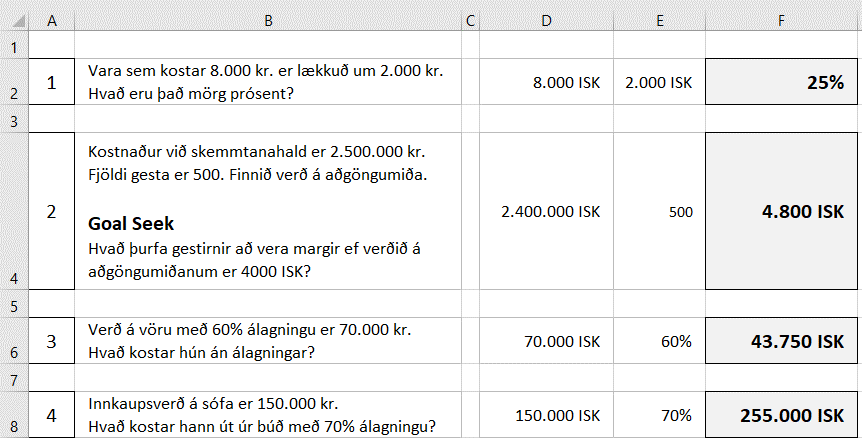 A B C D E F
1
2 1 Vara sem kostar 8.000 kr. er lækkuð um 2.000 kr.
Hvað eru það mörg prósent? 8.000 ISK 2.000 ISK 25%
3
4 2 Kostnaður við skemmtanahald er 2.500.000 kr.
Fjöldi gesta er 500. Finnið verð á aðgöngumiða.
Goal Seek
Hvað þurfa gestirnir að vera margir ef verðið á
aðgöngumiðanum er 4000 ISK? 2.400.000 ISK 500 4.800 ISK
5
6 3 Verð á vöru með 60% álagningu er 70.000 kr.
Hvað kostar hún án álagningar? 70.000 ISK 60% 43.750 ISK
7
8 4 Innkaupsverð á sófa er 150.000 kr.
Hvað kostar hann út úr búð með 70% álagningu? 150.000 ISK 70% 255.000 ISK